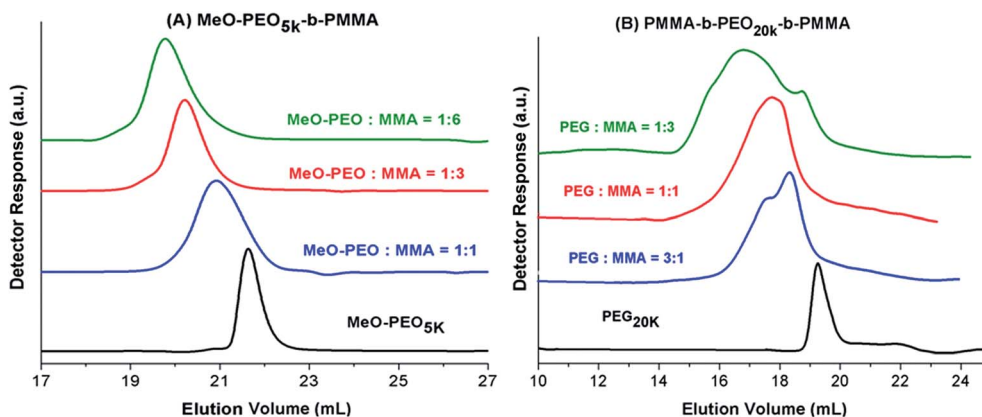 (A) MeO-PEO5k-b-PMMA
Detector Response (a.u.)
MeO-PEO : MMA = 1:6
MeO-PEO : MMA = 1:3
MeO-PEO : MMA = 1:1
MeO-PEO5K
17 19 21 23 25 27
Elution Volume (mL)
(B) PMMA-b-PEO20k-b-PMMA
Detector Response (a.u.)
PEG : MMA = 1:3
PEG : MMA = 1:1
PEG : MMA = 3:1
PEG20K
10 12 14 16 18 20 22 24
Elution Volume (mL)